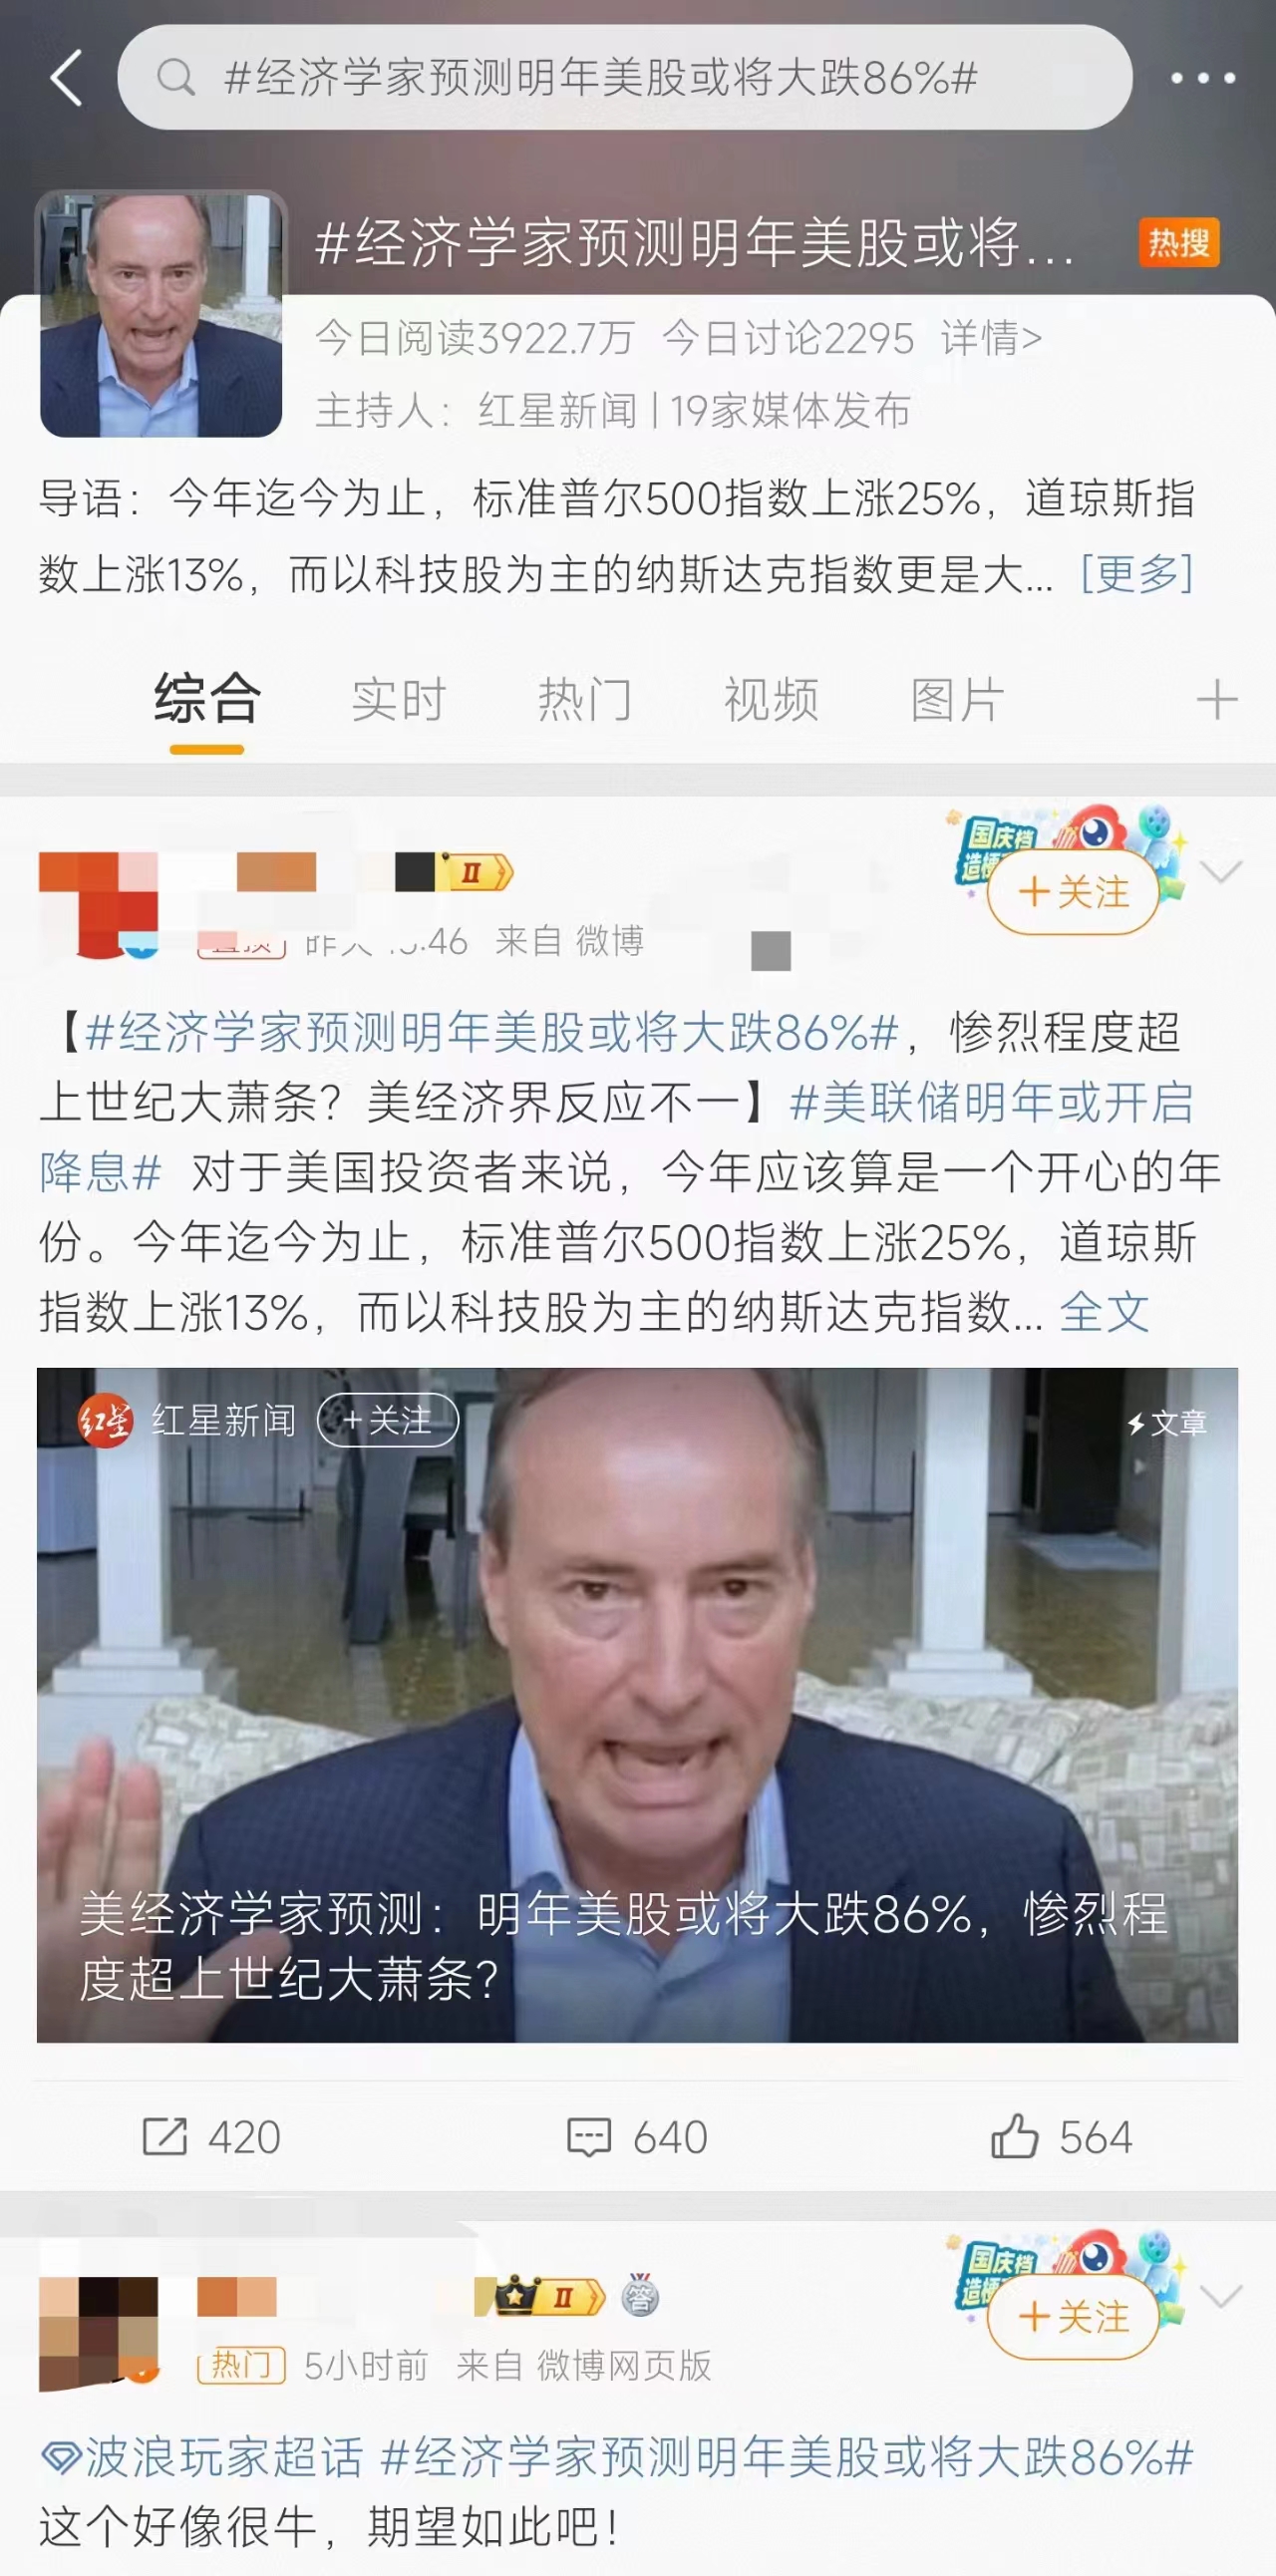 #经济学家预测明年美股或将大跌86%#
#经济学家预测明年美股或将...
热搜
今日阅读3922.7万 今日讨论2295 详情>
主持人：红星新闻 | 19家媒体发布
导语：今年迄今为止，标准普尔500指数上涨25%，道琼斯指
数上涨13%，而以科技股为主的纳斯达克指数更是大... [更多]
综合 实时 热门 视频 图片
II
国庆档
+关注
来自 微博
【#经济学家预测明年美股或将大跌86%#，惨烈程度超
上世纪大萧条？美经济界反应不一】#美联储明年或开启
降息# 对于美国投资者来说，今年应该算是一个开心的年
份。今年迄今为止，标准普尔500指数上涨25%，道琼斯
指数上涨13%，而以科技股为主的纳斯达克指数... 全文
红星 红星新闻 +关注
文章
美经济学家预测：明年美股或将大跌86%，惨烈程
度超上世纪大萧条？
420 640 564
II 答
国庆档
+关注
热门 5小时前 来自 微博网页版
波浪玩家超话 #经济学家预测明年美股或将大跌86%#
这个好像很牛，期望如此吧！